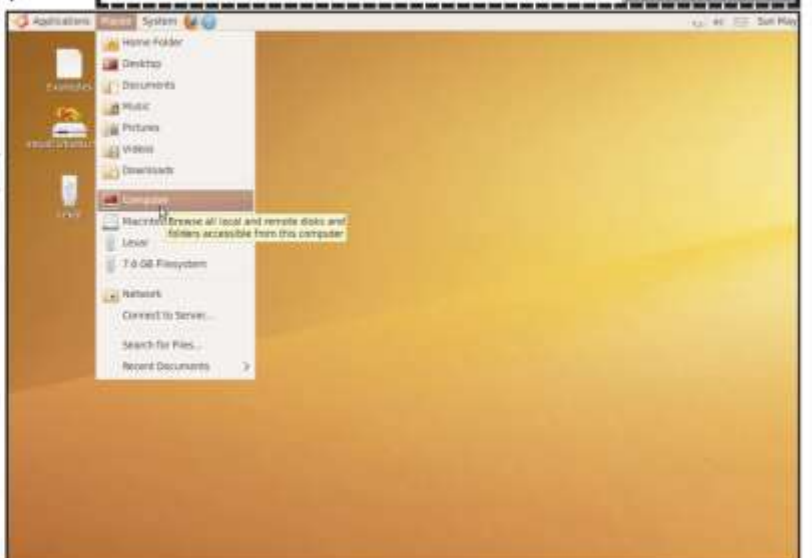 Applications Places System
Sun May
Home Folder
Desktop
Documents
Music
Pictures
Videos
Downloads
Examples
Computer
Browse all local and remote disks and
folders accessible from this computer
Lexar
Lexar
7.6 GB Filesystem
Network
Connect to Server...
Search for Files...
Recent Documents